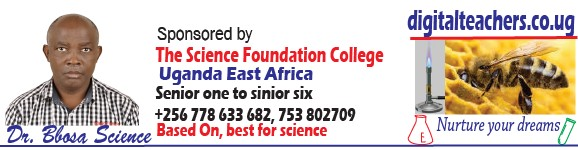 Sponsored by
The Science Foundation College
Uganda East Africa
Senior one to sinior six
+256 778 633 682, 753 802709
Based On, best for science
Dr. Bbosa Science
digitalteachers.co.ug
E
Nurture your dreams